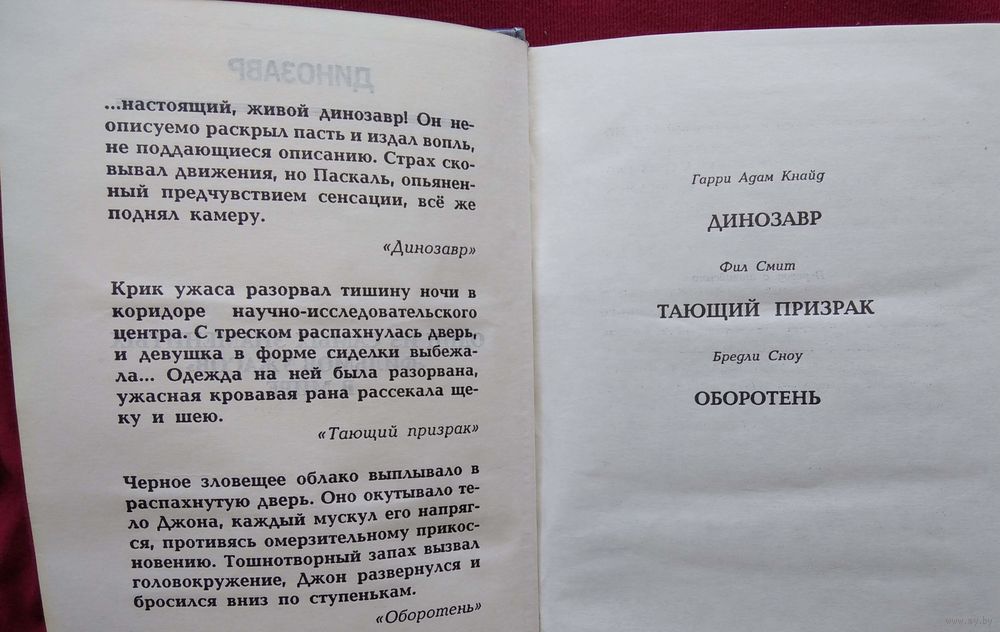 ДИНОЗАВР
...настоящий, живой динозавр! Он не-
описуемо раскрыл пасть и издал вопль,
не поддающиеся описанию. Страх ско-
вывал движения, но Паскаль, опьянен-
ный предчувствием сенсации, всё же
поднял камеру.
«Динозавр»
Крик ужаса разорвал тишину ночи в
коридоре научно-исследовательского
центра. С треском распахнулась дверь,
и девушка в форме сиделки выбежа-
ла... Одежда на ней была разорвана,
ужасная кровавая рана рассекала ще-
ку и шею.
«Тающий призрак»
Черное зловещее облако выплывало в
распахнутую дверь. Оно окутывало те-
ло Джона, каждый мускул его напряг-
ся, противясь омерзительному прикос-
новению. Тошнотворный запах вызвал
головокружение, Джон развернулся и
бросился вниз по ступенькам.
«Оборотень»
Гарри Адам Кнайд
ДИНОЗАВР
Фил Смит
ТАЮЩИЙ ПРИЗРАК
Бредли Сноу
ОБОРОТЕНЬ
www.ay.by